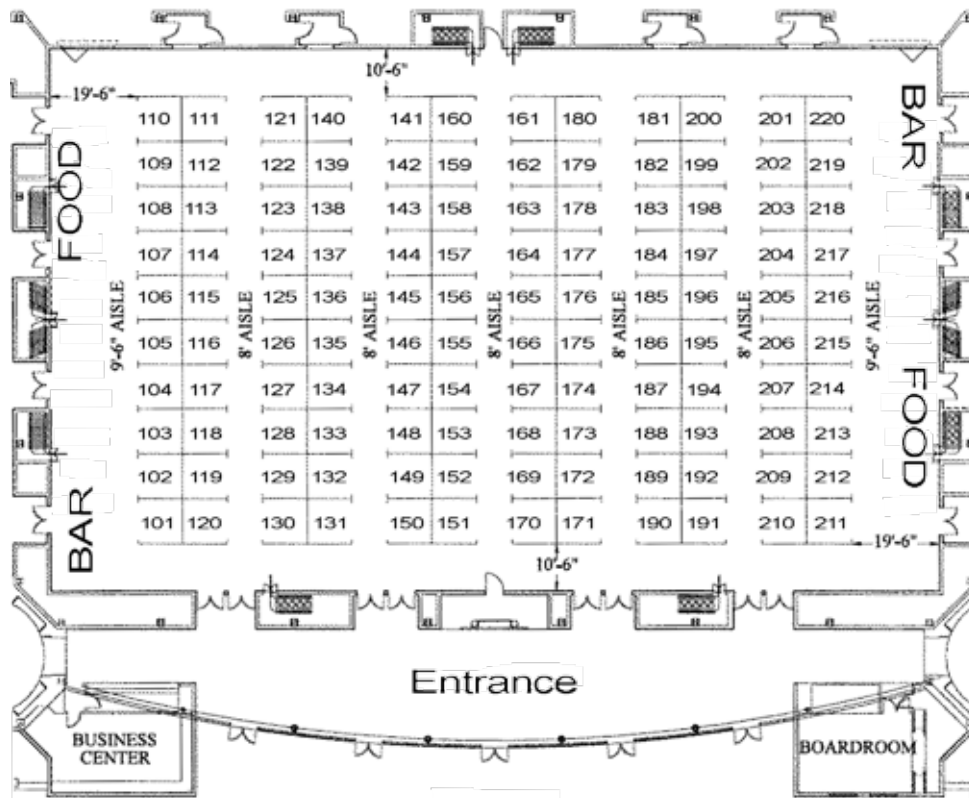 10'-6"
19'-6"
BAR
FOOD
110 111 121 140 141 160 161 180 181 200 201 220
109 112 122 139 142 159 162 179 182 199 202 219
108 113 123 138 143 158 163 178 183 198 203 218
107 114 124 137 144 157 164 177 184 197 204 217
106 115 125 136 145 156 165 176 185 196 205 216
105 116 126 135 146 155 166 175 186 195 206 215
104 117 127 134 147 154 167 174 187 194 207 214
103 118 128 133 148 153 168 173 188 193 208 213
102 119 129 132 149 152 169 172 189 192 209 212
101 120 130 131 150 151 170 171 190 191 210 211
9'-6" AISLE
8' AISLE
8' AISLE
8' AISLE
8' AISLE
8' AISLE
9'-6" AISLE
FOOD
BAR
19'-6"
10'-6"
Entrance
BUSINESS
CENTER
BOARDROOM